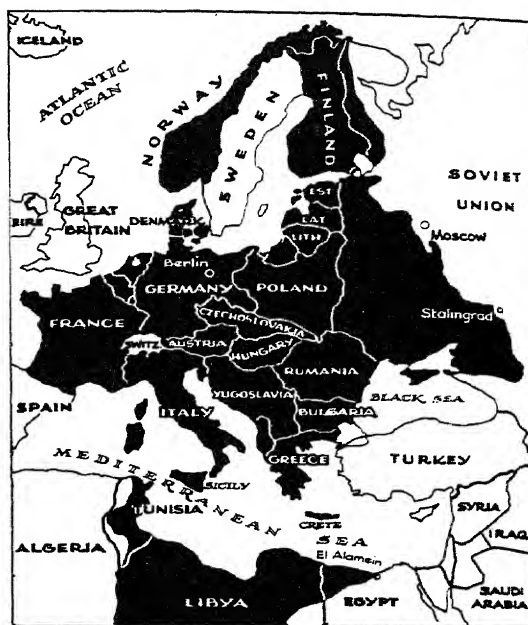 ICELAND
ATLANTIC
OCEAN
NORWAY
SWEDEN
FINLAND
SOVIET
UNION
EST
LAT
LITH
EIRE
GREAT
BRITAIN
DENMARK
Moscow
Berlin
GERMANY
POLAND
FRANCE
CZECHOSLOVAKIA
Stalingrad
SWITZ
AUSTRIA
HUNGARY
RUMANIA
YUGOSLAVIA
BLACK SEA
SPAIN
ITALY
BULGARIA
MEDITERRANEAN
SEA
GREECE
TURKEY
SICILY
TUNISIA
CRETE
SYRIA
IRAQ
ALGERIA
El Alamein
LIBYA
EGYPT
SAUDI
ARABIA